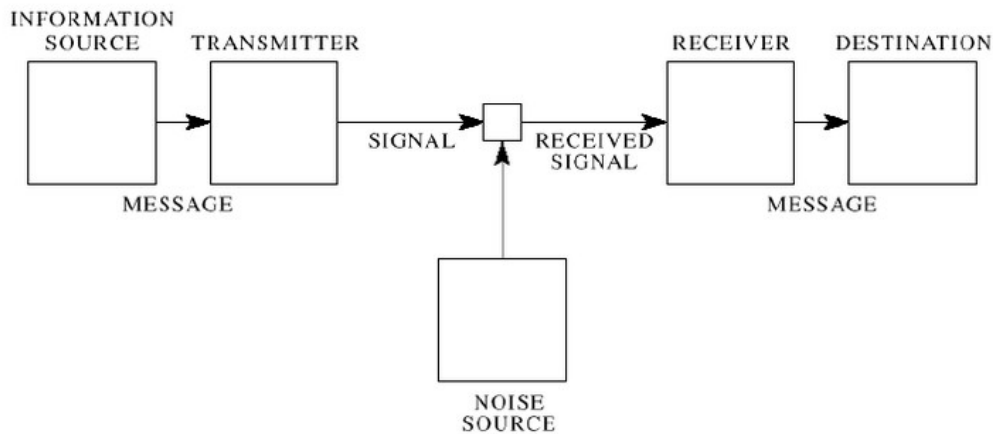 INFORMATION
SOURCE
TRANSMITTER
RECEIVER
DESTINATION
SIGNAL
RECEIVED
SIGNAL
MESSAGE
MESSAGE
NOISE
SOURCE